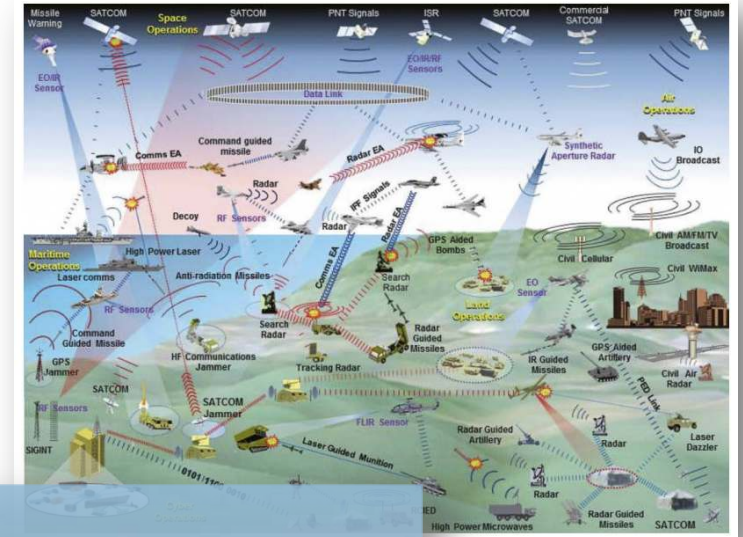 Missile
Warning
SATCOM
Space
Operations
SATCOM
PNT Signals
ISR
SATCOM
Commercial
SATCOM
PNT Signals
EO/IR
Sensor
EO/IR/RF
Sensors
Data Link
Air
Operations
Comms EA
Command guided
missile
Radar EA
Synthetic
Aperture Radar
IO
Broadcast
Radar
RF Sensors
IFF Signals
Decoy
Radar
Radar EA
Civil AM/FM/TV
Broadcast
Maritime
Operations
High Power Laser
Laser comms
Anti-radiation Missiles
Comms EA
Search
Radar
GPS Aided
Bombs
Civil Cellular
Civil WiMax
EO
Sensor
RF Sensors
Land
Operations
Command
Guided Missile
Search
Radar
Radar
Guided
Missiles
GPS
Jammer
HF Communications
Jammer
Tracking Radar
IR Guided
Missiles
GPS Aided
Artillery
Civil Air
Radar
SATCOM
PED Link
RF Sensors
SATCOM
Jammer
FLIR Sensor
Radar Guided
Artillery
Radar
Laser
Dazzler
SIGINT
Laser Guided Munition
Radar
High Power Microwaves
Radar Guided
Missiles
SATCOM